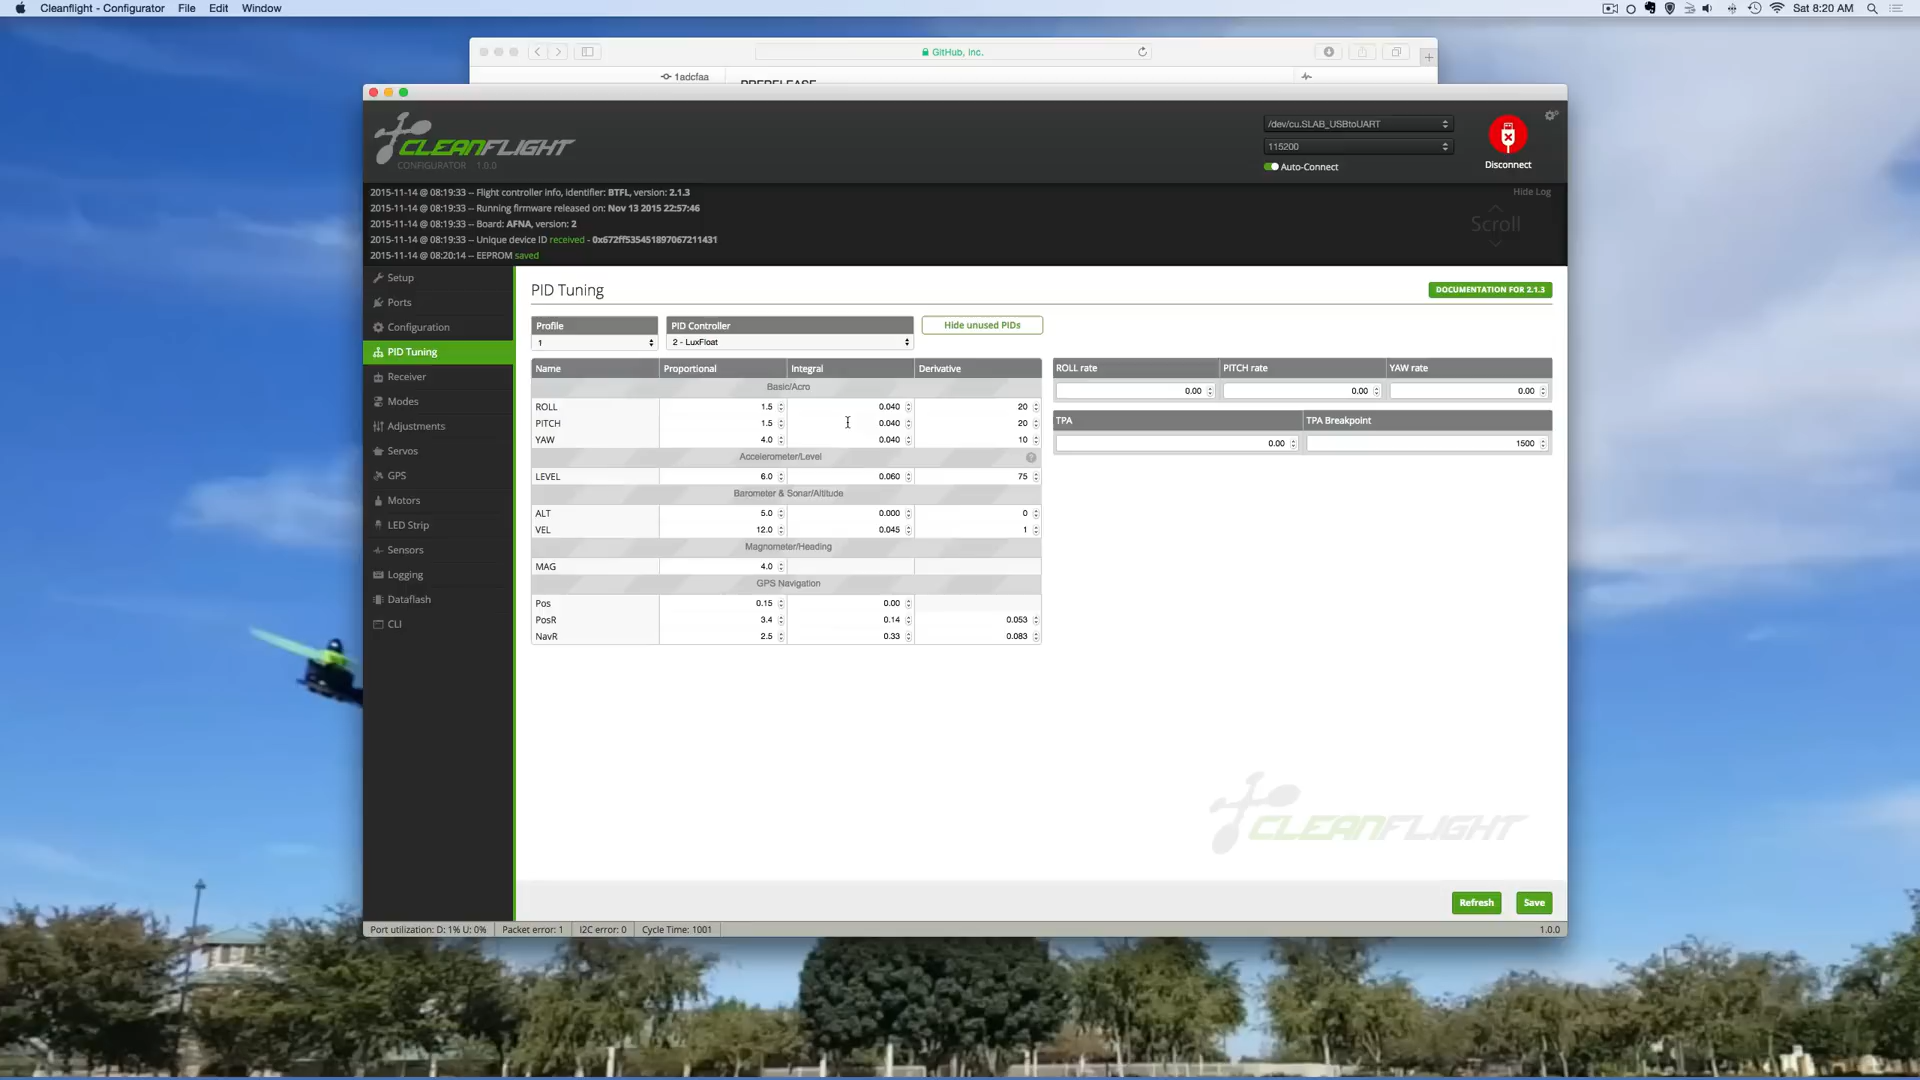 Cleanflight - Configurator File Edit Window Sat 8:20 AM
GitHub, Inc.
1adcfaa PRERELEASE
CLEANFLIGHT
CONFIGURATOR 1.0.0
/dev/cu.SLAB_USBtoUART
115200
Auto-Connect
Disconnect
2015-11-14 @ 08:19:33 -- Flight controller info, identifier: BTFL, version: 2.1.3
2015-11-14 @ 08:19:33 -- Running firmware released on: Nov 13 2015 22:57:46
2015-11-14 @ 08:19:33 -- Board: AFNA, version: 2
2015-11-14 @ 08:19:33 -- Unique device ID received - 0x672ff535451897067211431
2015-11-14 @ 08:20:14 -- EEPROM saved
Hide Log
Scroll
Setup
Ports
Configuration
PID Tuning
Receiver
Modes
Adjustments
Servos
GPS
Motors
LED Strip
Sensors
Logging
Dataflash
CLI
PID Tuning
DOCUMENTATION FOR 2.1.3
Profile PID Controller Hide unused PIDs
1 2 - LuxFloat
Name Proportional Integral Derivative
Basic/Acro
ROLL 1.5 0.040 20
PITCH 1.5 0.040 20
YAW 4.0 0.040 10
Accelerometer/Level ?
LEVEL 6.0 0.060 75
Barometer & Sonar/Altitude
ALT 5.0 0.000 0
VEL 12.0 0.045 1
Magnometer/Heading
MAG 4.0
GPS Navigation
Pos 0.15 0.00
PosR 3.4 0.14 0.053
NavR 2.5 0.33 0.083
ROLL rate PITCH rate YAW rate
0.00 0.00 0.00
TPA TPA Breakpoint
0.00 1500
CLEANFLIGHT
Refresh Save
Port utilization: D: 1% U: 0% Packet error: 1 I2C error: 0 Cycle Time: 1001 1.0.0